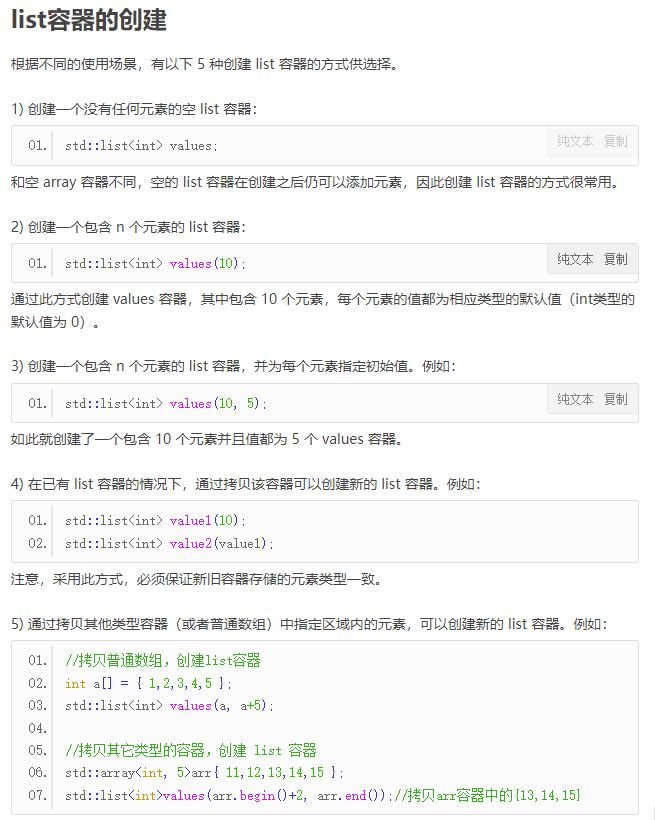 list容器的创建
根据不同的使用场景，有以下 5 种创建 list 容器的方式供选择。
1) 创建一个没有任何元素的空 list 容器：
纯文本 复制
01. std::list<int> values;
和空 array 容器不同，空的 list 容器在创建之后仍可以添加元素，因此创建 list 容器的方式很常用。
2) 创建一个包含 n 个元素的 list 容器：
纯文本 复制
01. std::list<int> values(10);
通过此方式创建 values 容器，其中包含 10 个元素，每个元素的值都为相应类型的默认值（int类型的
默认值为 0）。
3) 创建一个包含 n 个元素的 list 容器，并为每个元素指定初始值。例如：
纯文本 复制
01. std::list<int> values(10, 5);
如此就创建了一个包含 10 个元素并且值都为 5 个 values 容器。
4) 在已有 list 容器的情况下，通过拷贝该容器可以创建新的 list 容器。例如：
01. std::list<int> value1(10);
02. std::list<int> value2(value1);
注意，采用此方式，必须保证新旧容器存储的元素类型一致。
5) 通过拷贝其他类型容器（或者普通数组）中指定区域内的元素，可以创建新的 list 容器。例如：
01. //拷贝普通数组，创建list容器
02. int a[] = { 1,2,3,4,5 };
03. std::list<int> values(a, a+5);
04.
05. //拷贝其它类型的容器，创建 list 容器
06. std::array<int, 5>arr{ 11,12,13,14,15 };
07. std::list<int>values(arr.begin()+2, arr.end());//拷贝arr容器中的{13,14,15}